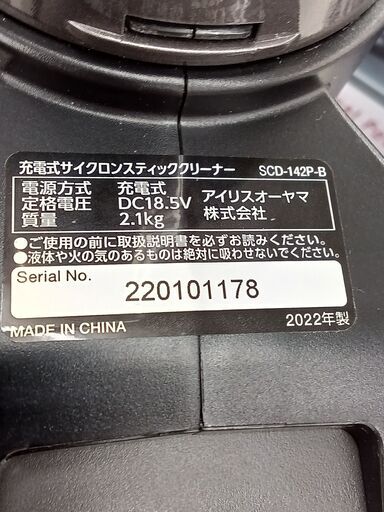 充電式サイクロンスティッククリーナー SCD-142P-B
電源方式 充電式 アイリスオーヤマ
定格電圧 DC18.5V 株式会社
質量 2.1kg
●ご使用の前に取扱説明書を必ずお読みください。
●液体や火の気のあるものは絶対に吸わせないでください。
Serial No.
220101178
MADE IN CHINA 2022年製